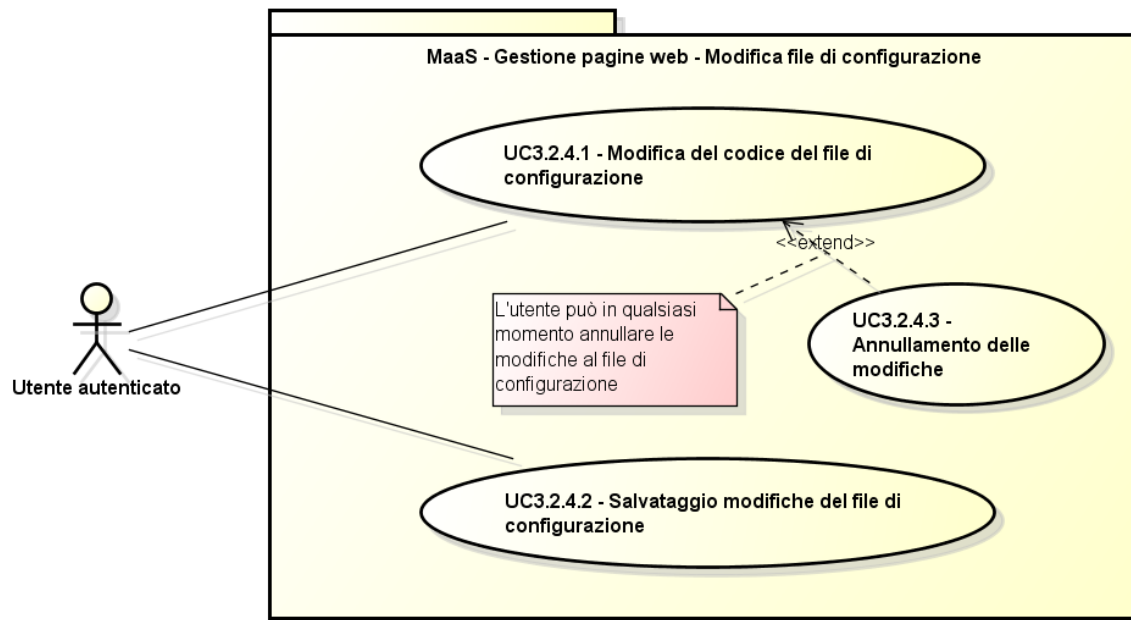 MaaS - Gestione pagine web - Modifica file di configurazione
UC3.2.4.1 - Modifica del codice del file di
configurazione
<<extend>>
L'utente può in qualsiasi
momento annullare le
modifiche al file di
configurazione
UC3.2.4.3 -
Annullamento delle
modifiche
Utente autenticato
UC3.2.4.2 - Salvataggio modifiche del file di
configurazione